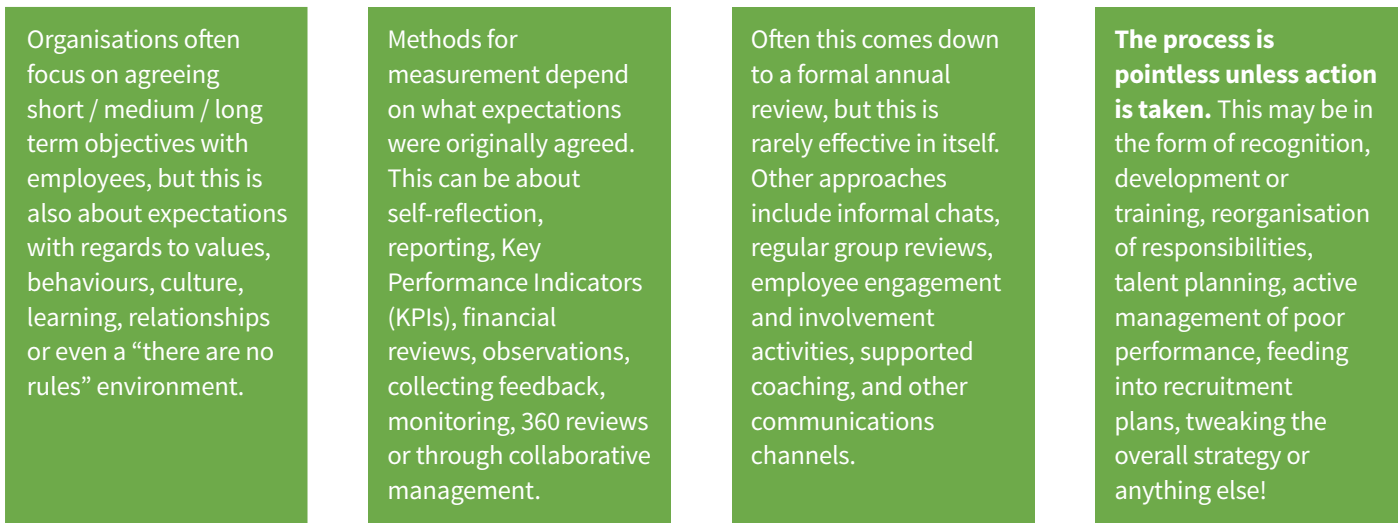 Organisations often
focus on agreeing
short / medium / long
term objectives with
employees, but this is
also about expectations
with regards to values,
behaviours, culture,
learning, relationships
or even a “there are no
rules” environment.
Methods for
measurement depend
on what expectations
were originally agreed.
This can be about
self-reflection,
reporting, Key
Performance Indicators
(KPIs), financial
reviews, observations,
collecting feedback,
monitoring, 360 reviews
or through collaborative
management.
Often this comes down
to a formal annual
review, but this is
rarely effective in itself.
Other approaches
include informal chats,
regular group reviews,
employee engagement
and involvement
activities, supported
coaching, and other
communications
channels.
The process is
pointless unless action
is taken. This may be in
the form of recognition,
development or
training, reorganisation
of responsibilities,
talent planning, active
management of poor
performance, feeding
into recruitment
plans, tweaking the
overall strategy or
anything else!